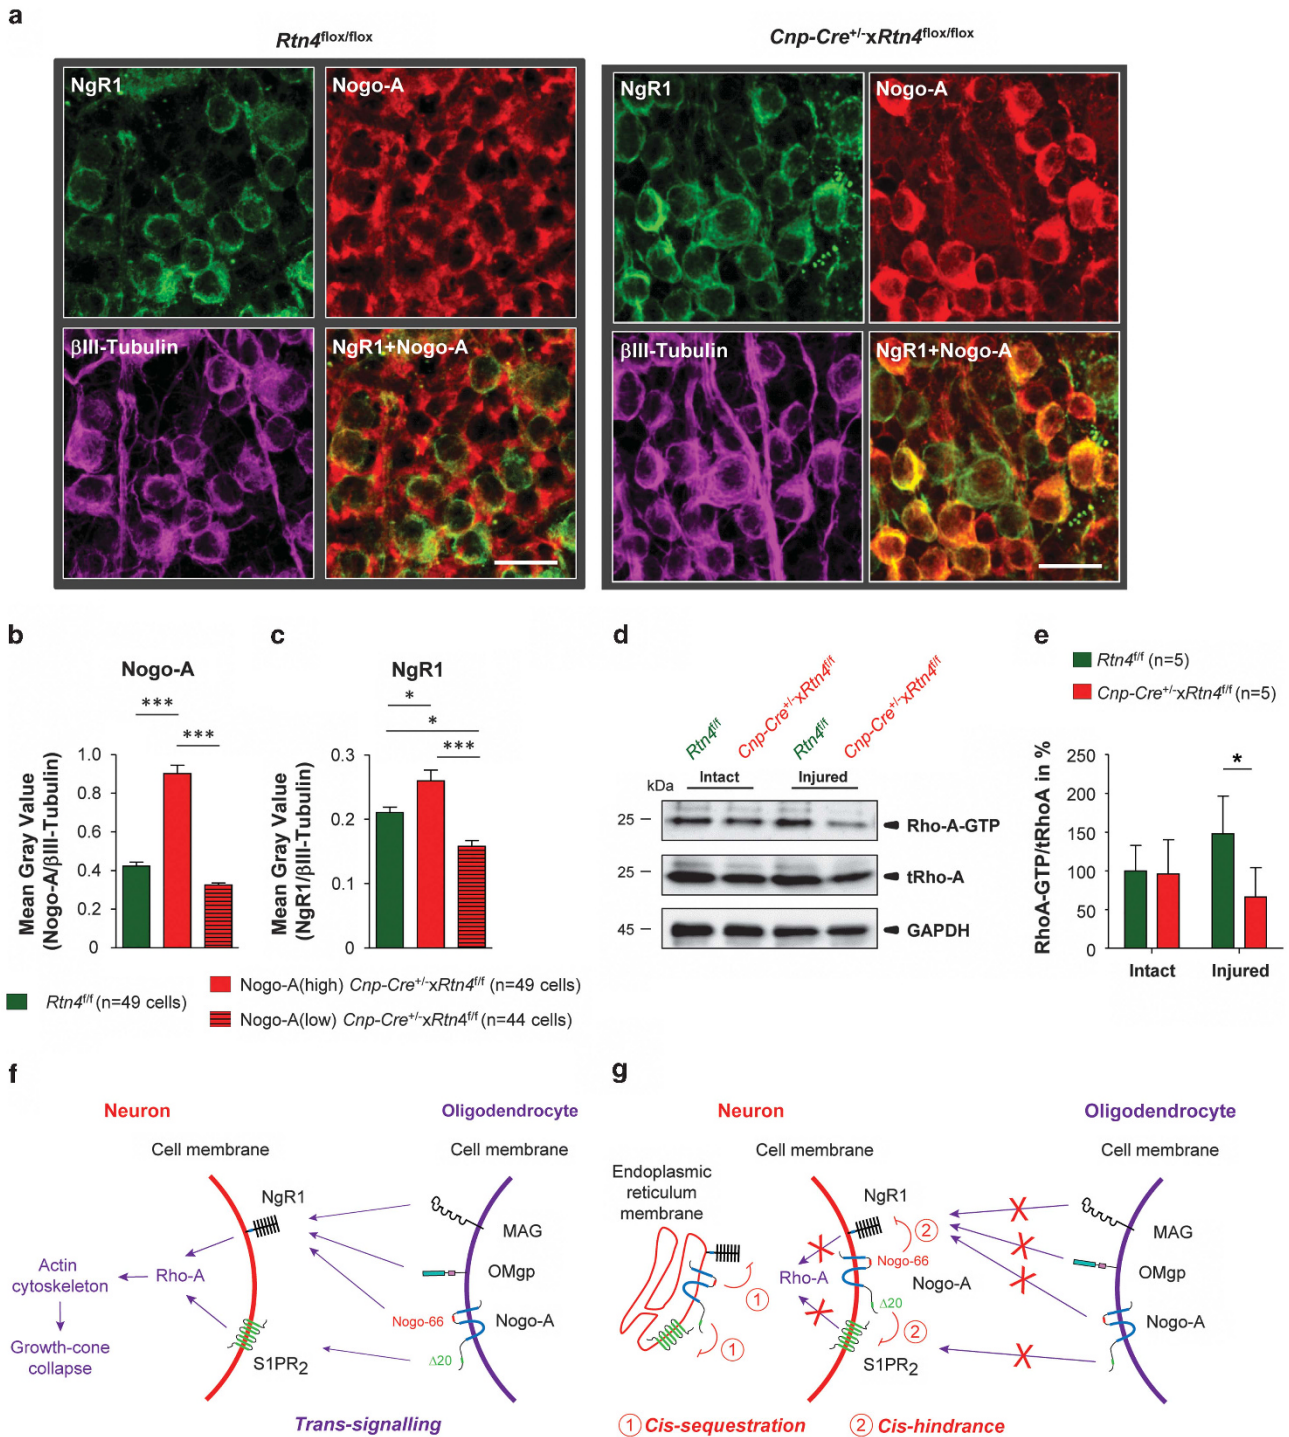 a
Rtn4flox/flox
Cnp-Cre+/-xRtn4flox/flox
NgR1
Nogo-A
NgR1
Nogo-A
βIII-Tubulin
NgR1+Nogo-A
βIII-Tubulin
NgR1+Nogo-A
b
Nogo-A
***
***
Mean Gray Value
(Nogo-A/βIII-Tubulin)
1.0
0.8
0.6
0.4
0.2
0
c
NgR1
*
*
***
Mean Gray Value
(NgR1/βIII-Tubulin)
0.3
0.2
0.1
0
Rtn4f/f (n=49 cells)
Nogo-A(high) Cnp-Cre+/-xRtn4f/f (n=49 cells)
Nogo-A(low) Cnp-Cre+/-xRtn4f/f (n=44 cells)
d
Rtn4f/f
Cnp-Cre+/-xRtn4f/f
Rtn4f/f
Cnp-Cre+/-xRtn4f/f
kDa
Intact
Injured
25
Rho-A-GTP
25
tRho-A
45
GAPDH
e
Rtn4f/f (n=5)
Cnp-Cre+/-xRtn4f/f (n=5)
RhoA-GTP/tRhoA in %
250
200
150
100
50
0
*
Intact
Injured
f
Neuron
Oligodendrocyte
Cell membrane
Cell membrane
NgR1
MAG
OMgp
Actin
cytoskeleton
Rho-A
Nogo-66
Nogo-A
Growth-cone
collapse
S1PR2
Δ20
Trans-signalling
g
Neuron
Oligodendrocyte
Cell membrane
Cell membrane
Endoplasmic
reticulum
membrane
NgR1
2
MAG
Nogo-66
Rho-A
Nogo-A
OMgp
1
Δ20
Nogo-A
1
2
S1PR2
1 Cis-sequestration
2 Cis-hindrance